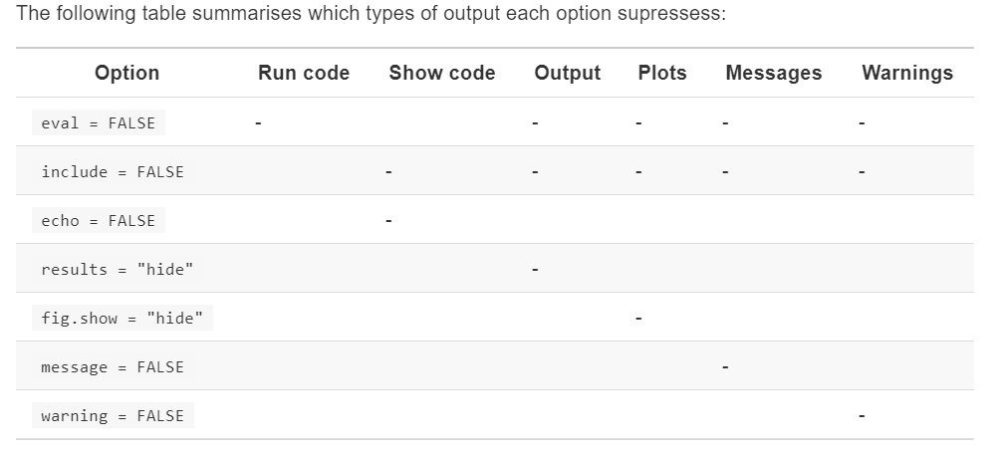 The following table summarises which types of output each option supressess:
Option Run code Show code Output Plots Messages Warnings
eval = FALSE - - - - -
include = FALSE - - - - -
echo = FALSE -
results = "hide" -
fig.show = "hide" -
message = FALSE -
warning = FALSE -